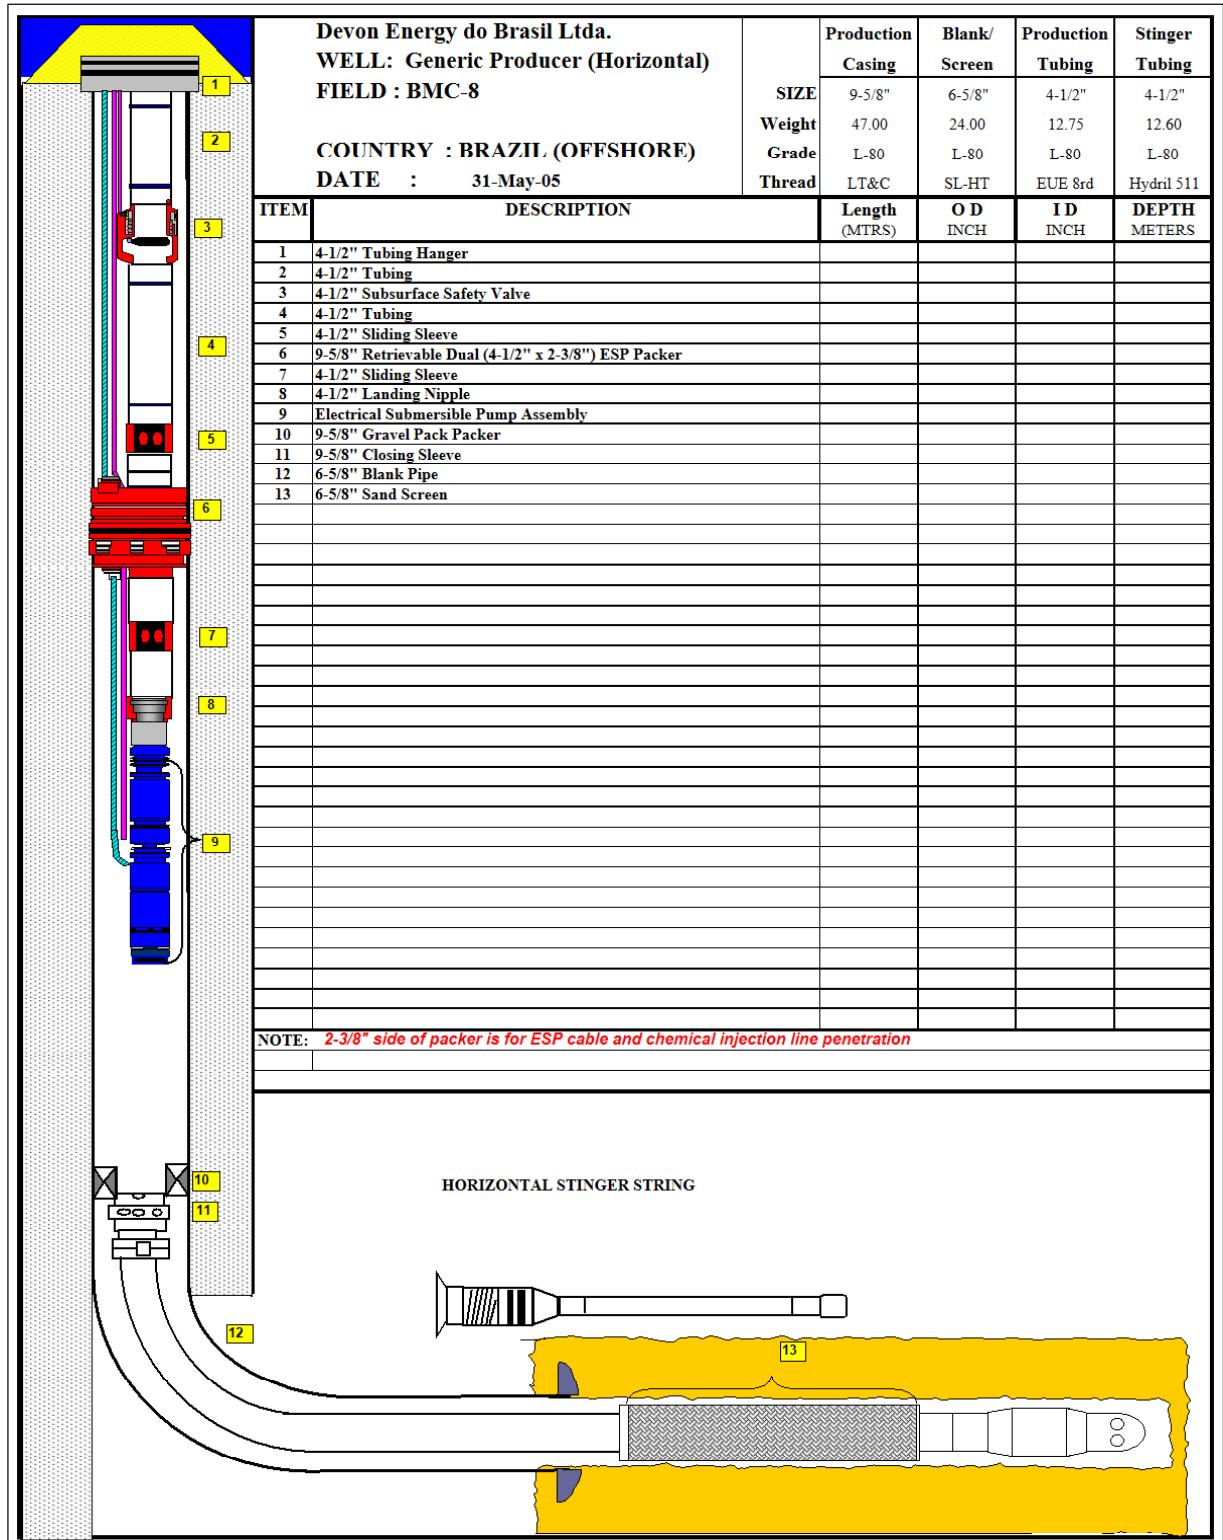 Devon Energy do Brasil Ltda.
WELL: Generic Producer (Horizontal)
FIELD : BMC-8
COUNTRY : BRAZIL (OFFSHORE)
DATE : 31-May-05
Production Casing Blank/ Screen Production Tubing Stinger Tubing
SIZE 9-5/8" 6-5/8" 4-1/2" 4-1/2"
Weight 47.00 24.00 12.75 12.60
Grade L-80 L-80 L-80 L-80
Thread LT&C SL-HT EUE 8rd Hydril 511
ITEM DESCRIPTION Length (MTRS) O D INCH I D INCH DEPTH METERS
1 4-1/2" Tubing Hanger
2 4-1/2" Tubing
3 4-1/2" Subsurface Safety Valve
4 4-1/2" Tubing
5 4-1/2" Sliding Sleeve
6 9-5/8" Retrievable Dual (4-1/2" x 2-3/8") ESP Packer
7 4-1/2" Sliding Sleeve
8 4-1/2" Landing Nipple
9 Electrical Submersible Pump Assembly
10 9-5/8" Gravel Pack Packer
11 9-5/8" Closing Sleeve
12 6-5/8" Blank Pipe
13 6-5/8" Sand Screen
NOTE: 2-3/8" side of packer is for ESP cable and chemical injection line penetration
HORIZONTAL STINGER STRING
1
2
3
4
5
6
7
8
9
10
11
12
13